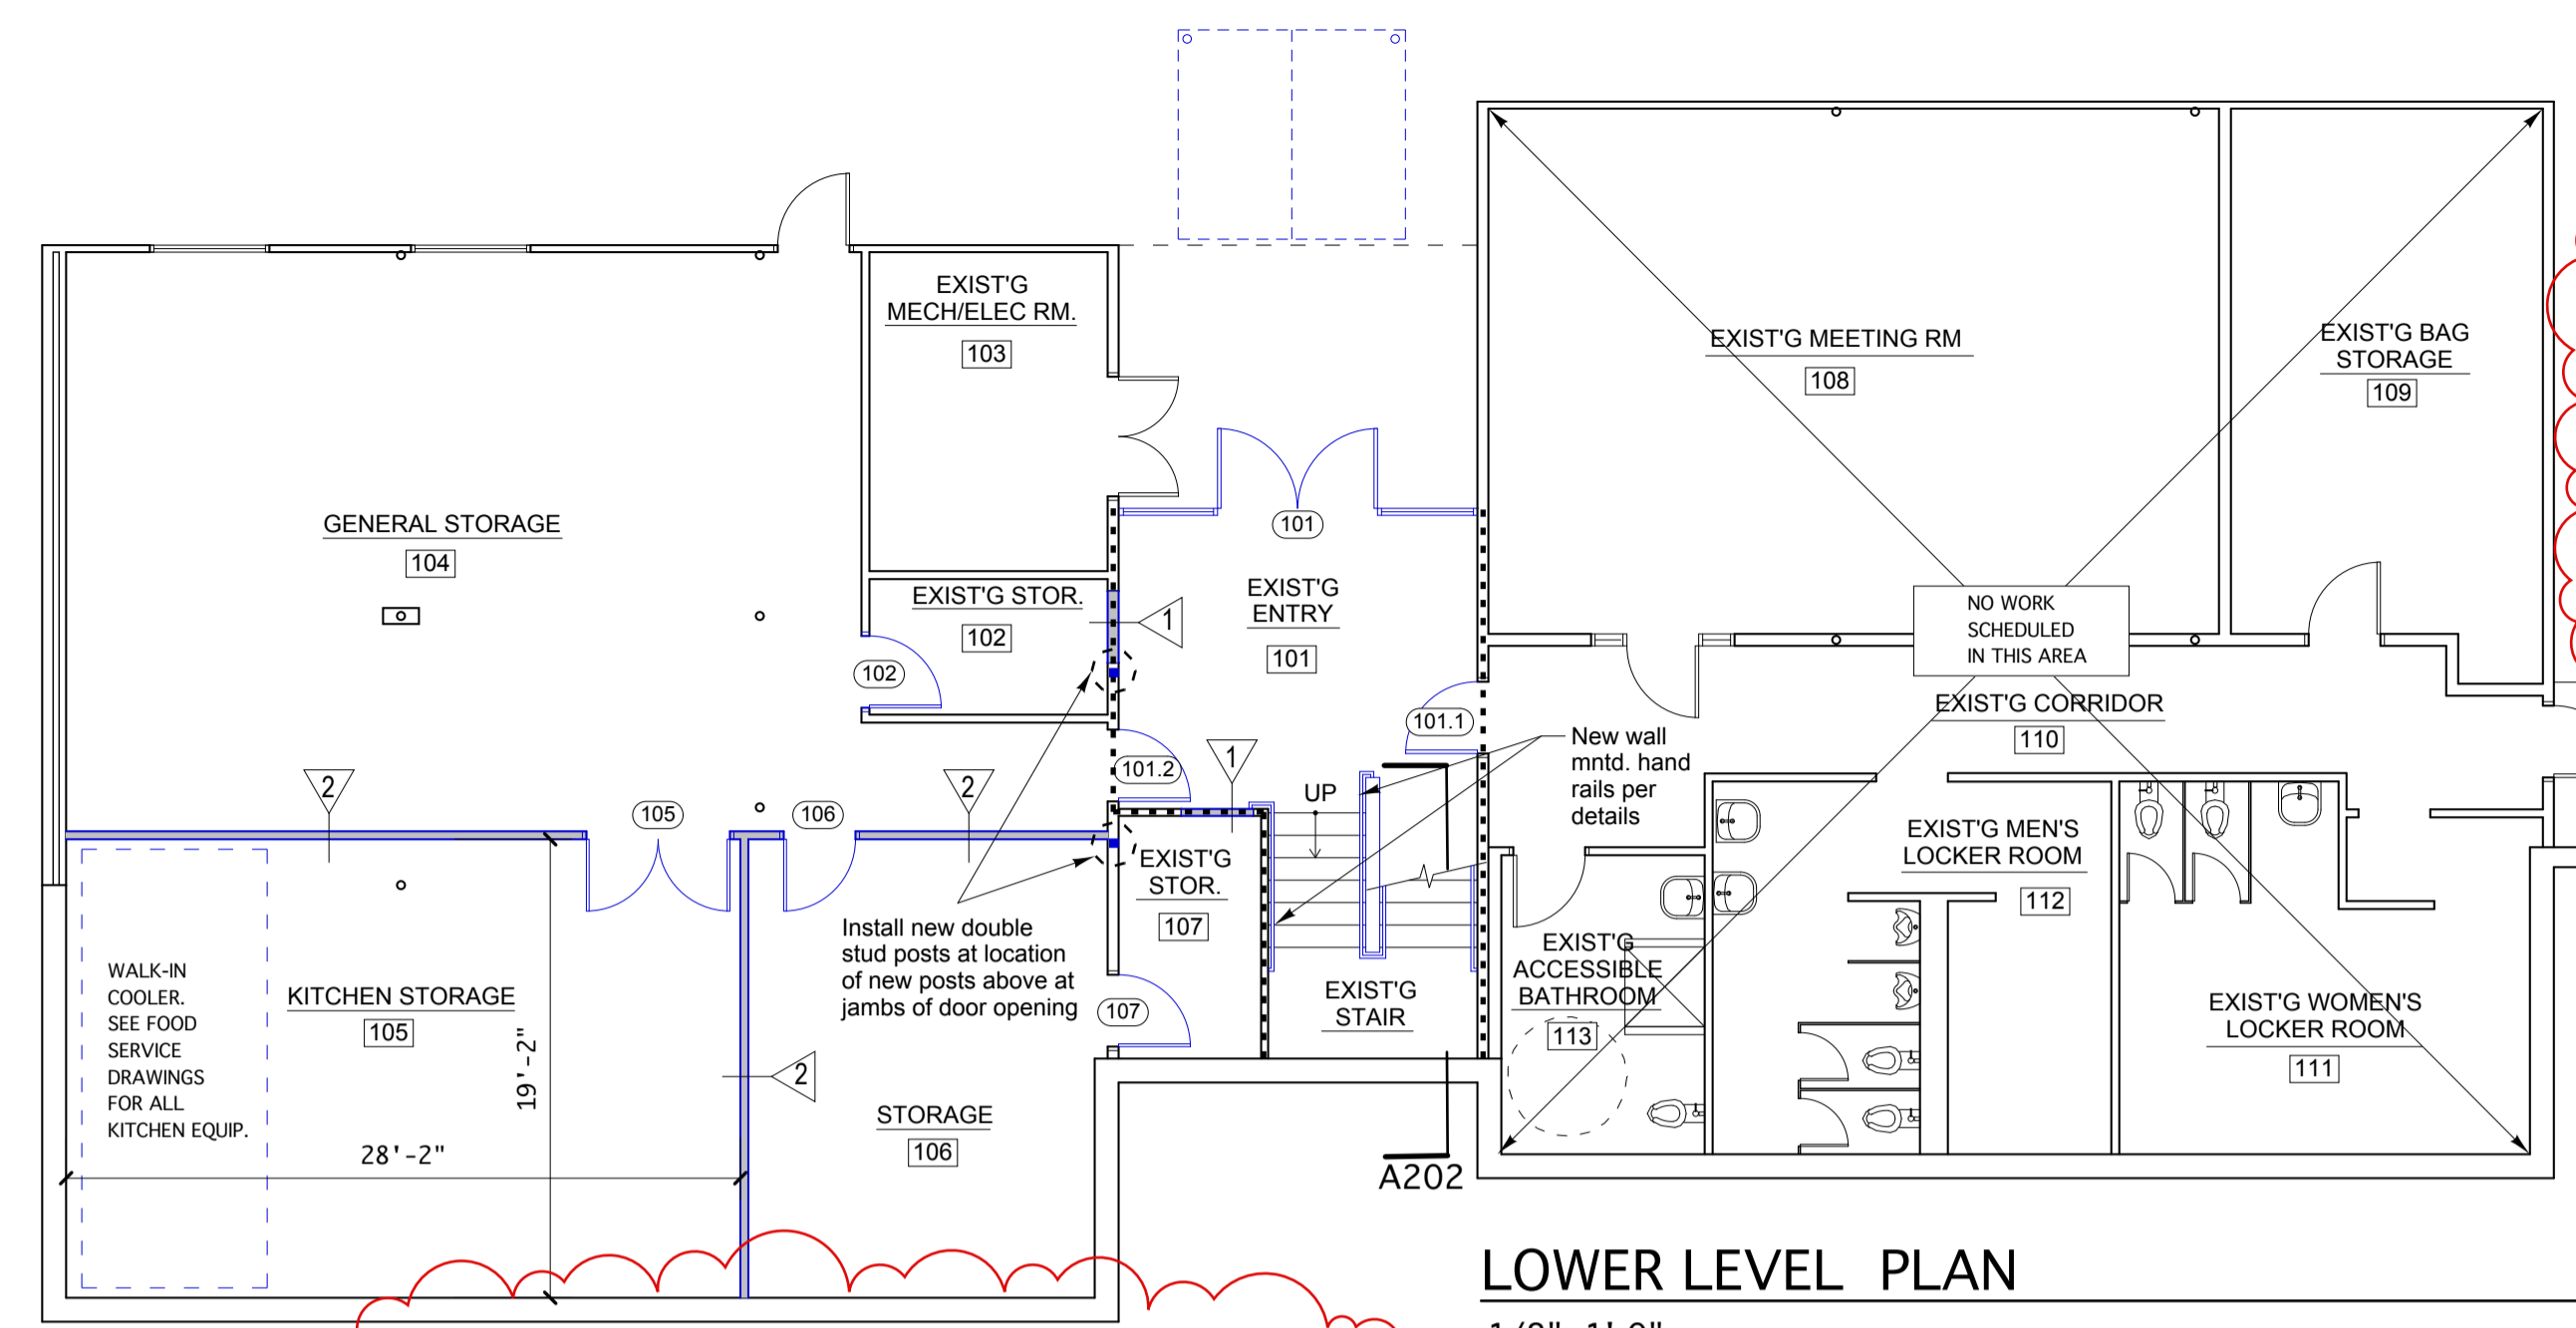 EXIST'G
MECH/ELEC RM.
103
EXIST'G MEETING RM
108
EXIST'G BAG
STORAGE
109
GENERAL STORAGE
104
101
EXIST'G STOR.
102
1
EXIST'G
ENTRY
101
NO WORK
SCHEDULED
IN THIS AREA
102
101.1
EXIST'G CORRIDOR
110
New wall
mntd. hand
rails per
details
101.2
1
2
105
106
2
UP
EXIST'G MEN'S
LOCKER ROOM
112
EXIST'G
STOR.
107
Install new double
stud posts at location
of new posts above at
jambs of door opening
107
WALK-IN
COOLER.
SEE FOOD
SERVICE
DRAWINGS
FOR ALL
KITCHEN EQUIP.
KITCHEN STORAGE
105
19'-2"
28'-2"
2
STORAGE
106
EXIST'G
STAIR
EXIST'G
ACCESSIBLE
BATHROOM
113
EXIST'G WOMEN'S
LOCKER ROOM
111
A202
LOWER LEVEL PLAN